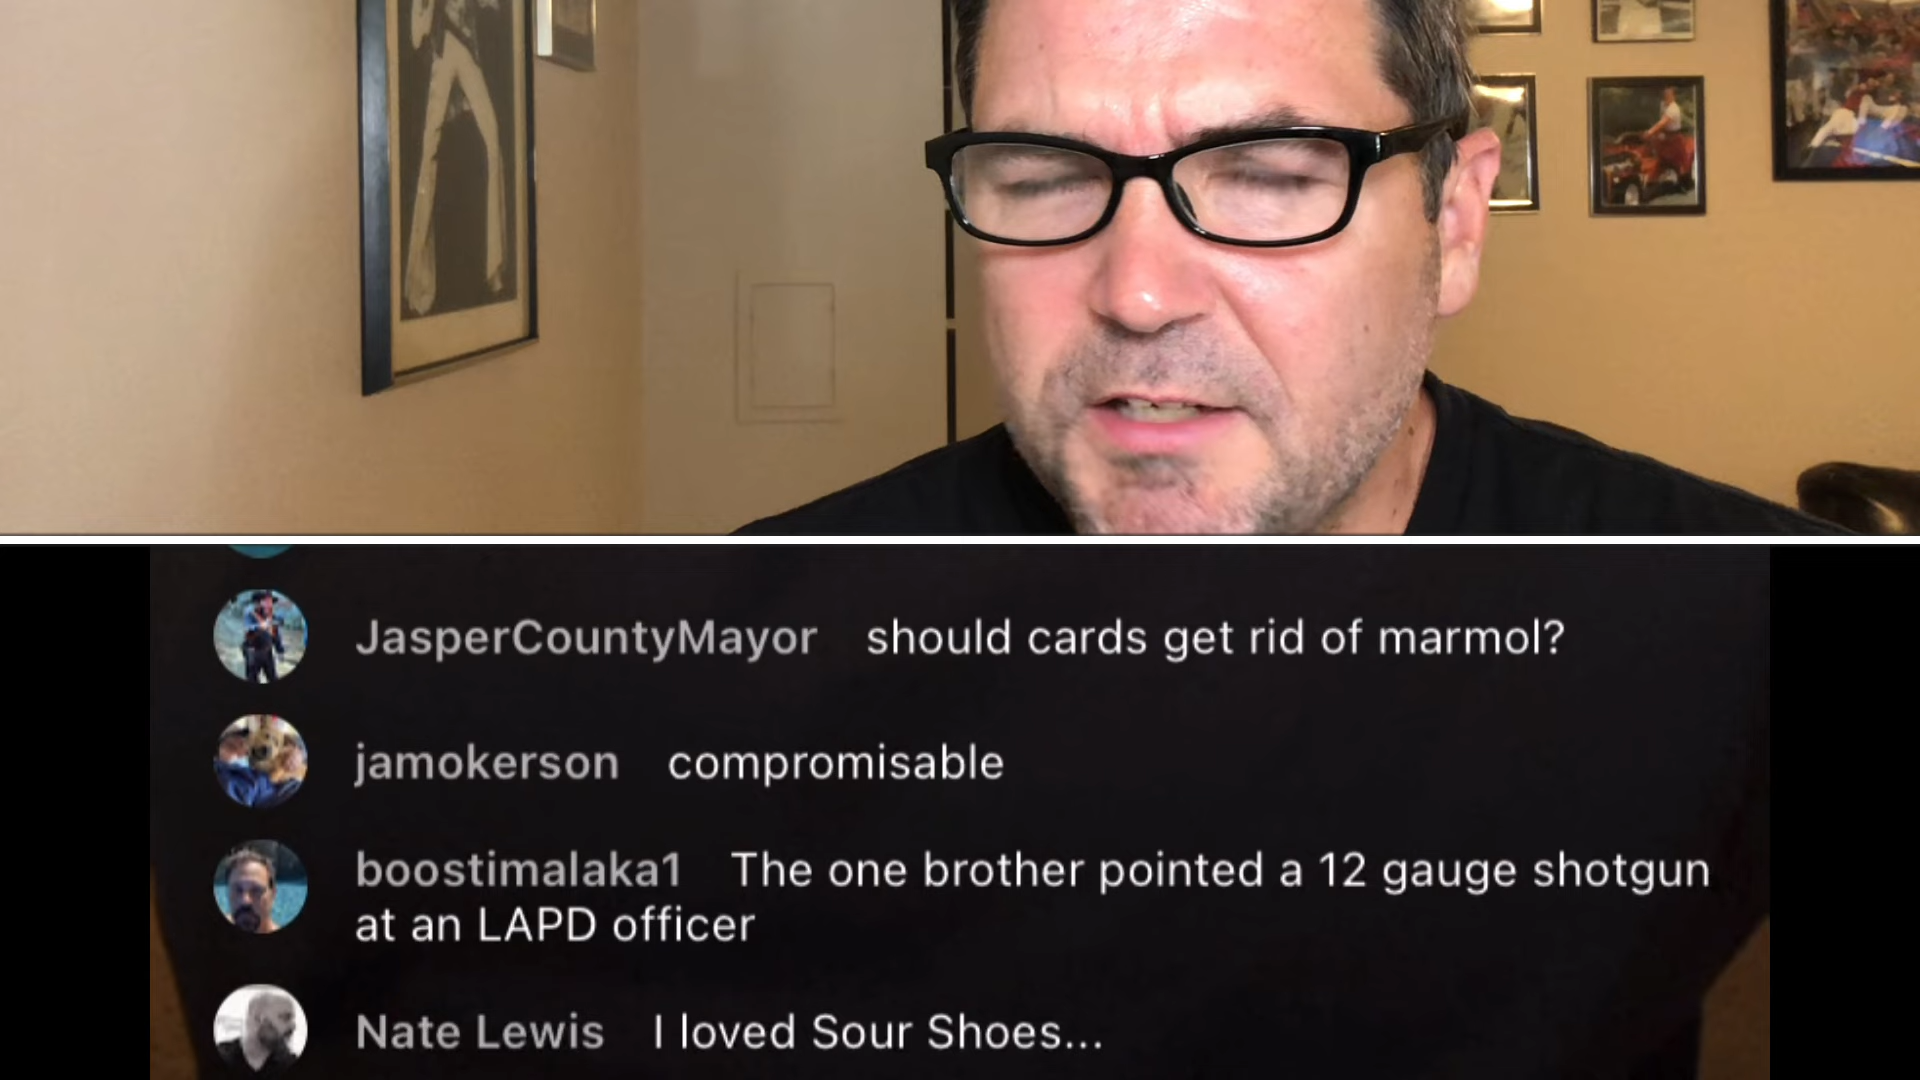 JasperCountyMayor should cards get rid of marmol?
jamokerson compromisable
boostimalaka1 The one brother pointed a 12 gauge shotgun
at an LAPD officer
Nate Lewis I loved Sour Shoes...